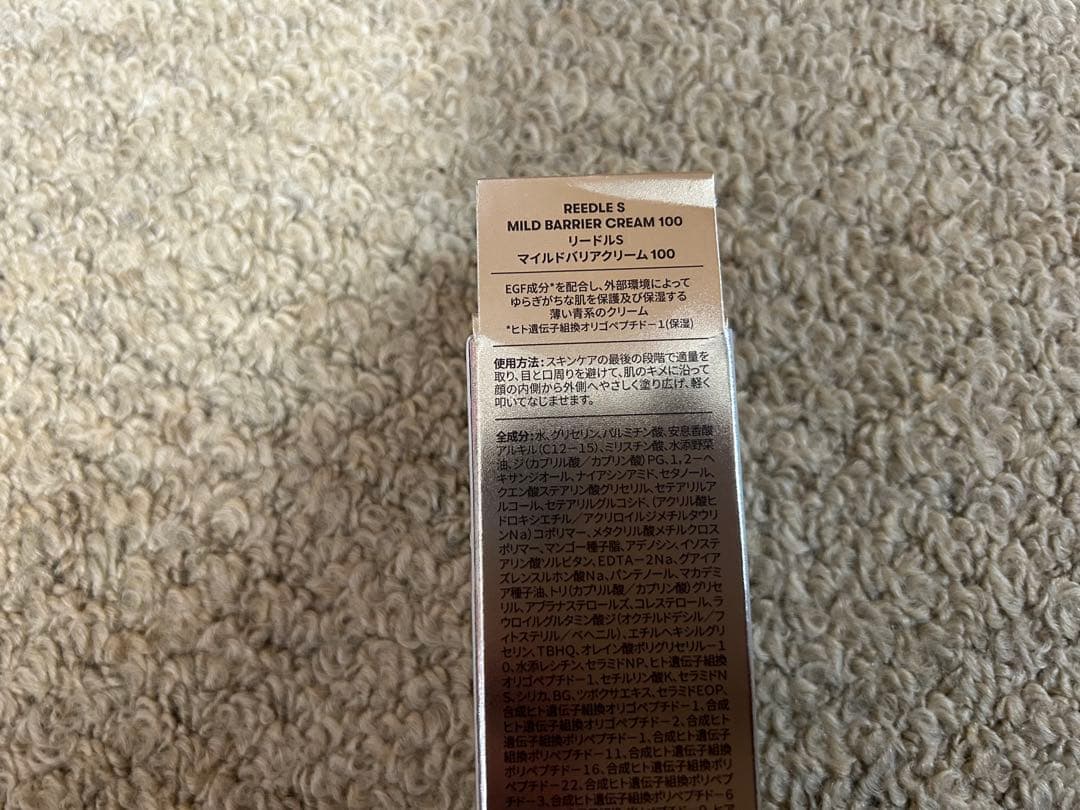 REEDLE S
MILD BARRIER CREAM 100
リードルS
マイルドバリアクリーム 100
EGF成分*を配合し、外部環境によって
ゆらぎがちな肌を保護及び保湿する
薄い青系のクリーム
*ヒト遺伝子組換オリゴペプチド－1(保湿)
使用方法:スキンケアの最後の段階で適量を
取り、目と口周りを避けて、肌のキメに沿って
顔の内側から外側へやさしく塗り広げ、軽く
叩いてなじませます。
全成分:水、グリセリン、パルミチン酸、安息香酸
アルキル(C12－15)、ミリスチン酸、水添野菜
油、ジ(カプリル酸／カプリン酸)PG、1,2－ヘ
キサンジオール、ナイアシンアミド、セタノール、
クエン酸ステアリン酸グリセリル、セテアリルア
ルコール、セテアリルグルコシド、(アクリル酸ヒ
ドロキシエチル／アクリロイルジメチルタウリ
ンNa)コポリマー、メタクリル酸メチルクロス
ポリマー、マンゴー種子脂、アデノシン、イソステ
アリン酸ソルビタン、EDTA－2Na、グアイア
ズレンスルホン酸Na、パンテノール、マカデミ
ア種子油、トリ(カプリル酸／カプリン酸)グリセ
リル、アブラナステロールズ、コレステロール、ラ
ウロイルグルタミン酸ジ(オクチルドデシル／フ
ィトステリル／ベヘニル)、エチルヘキシルグリ
セリン、TBHQ、オレイン酸ポリグリセリル－1
0、水添レシチン、セラミドNP、ヒト遺伝子組換
オリゴペプチド－1、セチルリン酸K、セラミドN
S、シリカ、BG、ツボクサエキス、セラミドEOP、
合成ヒト遺伝子組換オリゴペプチド－1、合成
ヒト遺伝子組換オリゴペプチド－2、合成ヒト
遺伝子組換ポリペプチド－1、合成ヒト遺伝子
組換ポリペプチド－11、合成ヒト遺伝子組換
ポリペプチド－16、合成ヒト遺伝子組換ポリ
ペプチド－22、合成ヒト遺伝子組換ポリペプ
チド－3、合成ヒト遺伝子組換ポリペプチド－6